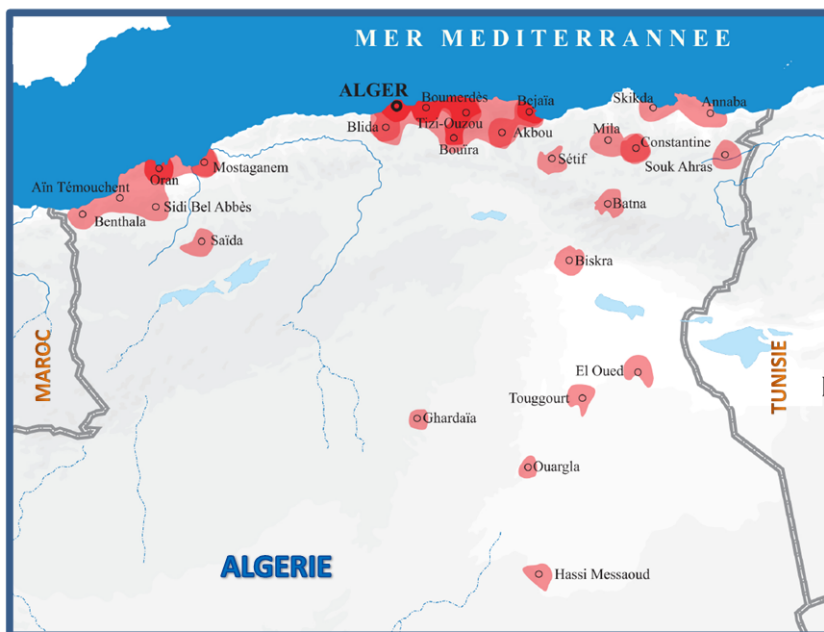 MER MEDITERRANNEE
ALGER
Boumerdès
Bejaïa
Skikda
Annaba
Blida
Tizi-Ouzou
Akbou
Mila
Constantine
Bouïra
Sétif
Souk Ahras
Mostaganem
Oran
Aïn Témouchent
Sidi Bel Abbès
Benthala
Batna
Saïda
Biskra
MAROC
TUNISIE
El Oued
Touggourt
Ghardaïa
Ouargla
ALGERIE
Hassi Messaoud